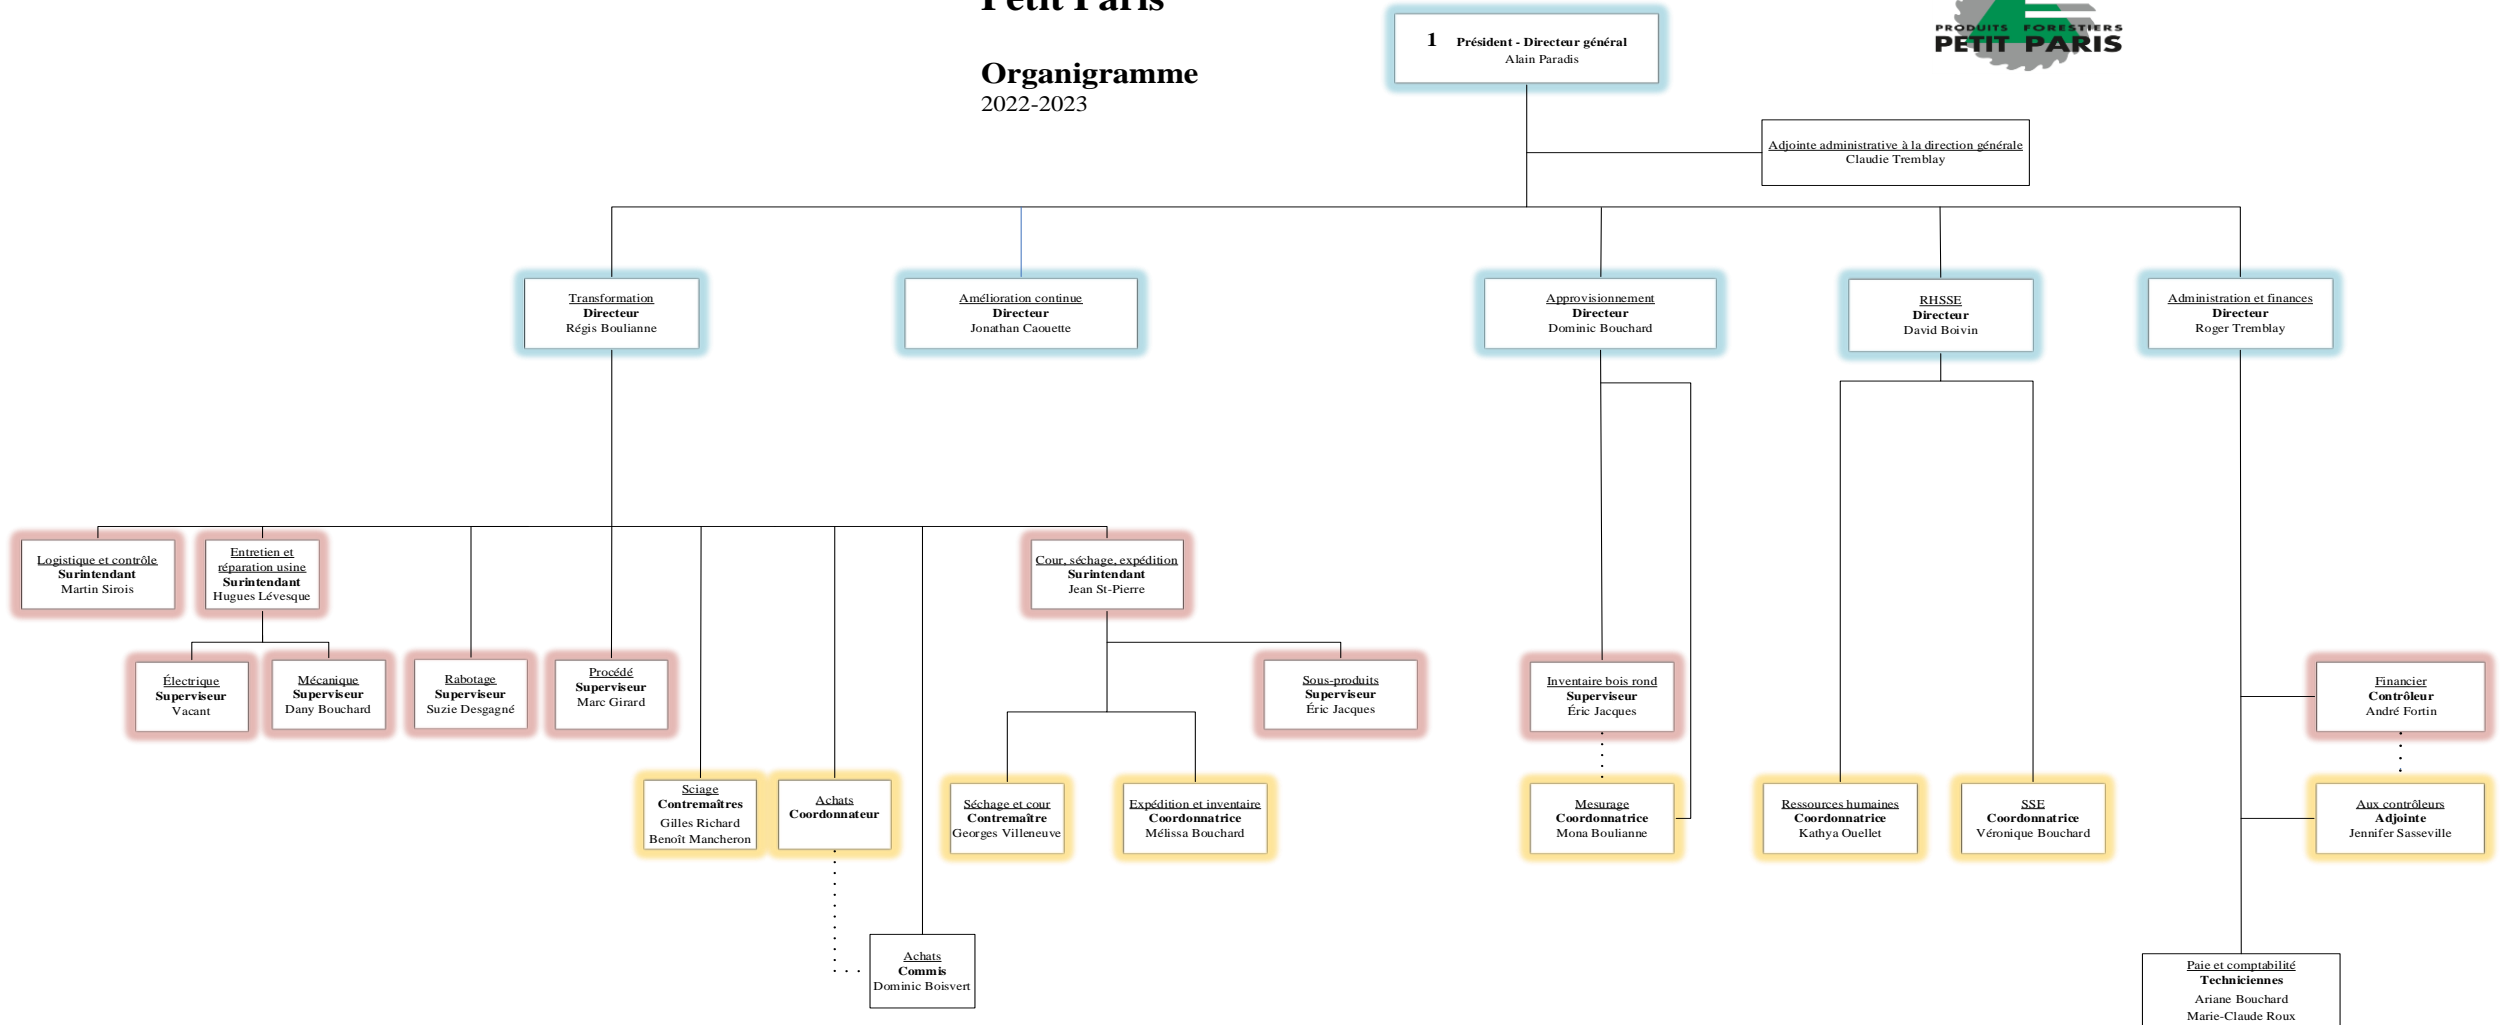 Petit Paris
Organigramme
2022-2023
1 Président - Directeur général
Alain Paradis
PRODUITS FORESTIERS
PETIT PARIS
Adjointe administrative à la direction générale
Claudie Tremblay
Transformation
Directeur
Régis Boulianne
Amélioration continue
Directeur
Jonathan Caouette
Approvisionnement
Directeur
Dominic Bouchard
RHSSE
Directeur
David Boivin
Administration et finances
Directeur
Roger Tremblay
Logistique et contrôle
Surintendant
Martin Sirois
Entretien et
réparation usine
Surintendant
Hugues Lévesque
Cour, séchage, expédition
Surintendant
Jean St-Pierre
Électrique
Superviseur
Vacant
Mécanique
Superviseur
Dany Bouchard
Rabotage
Superviseur
Suzie Desgagné
Procédé
Superviseur
Marc Girard
Sous-produits
Superviseur
Éric Jacques
Inventaire bois rond
Superviseur
Éric Jacques
Financier
Contrôleur
André Fortin
Sciage
Contremaîtres
Gilles Richard
Benoît Mancheron
Achats
Coordonnateur
Séchage et cour
Contremaître
Georges Villeneuve
Expédition et inventaire
Coordonnatrice
Mélissa Bouchard
Mesurage
Coordonnatrice
Mona Boulianne
Ressources humaines
Coordonnatrice
Kathya Ouellet
SSE
Coordonnatrice
Véronique Bouchard
Aux contrôleurs
Adjointe
Jennifer Sasseville
Achats
Commis
Dominic Boisvert
Paie et comptabilité
Techniciennes
Ariane Bouchard
Marie-Claude Roux